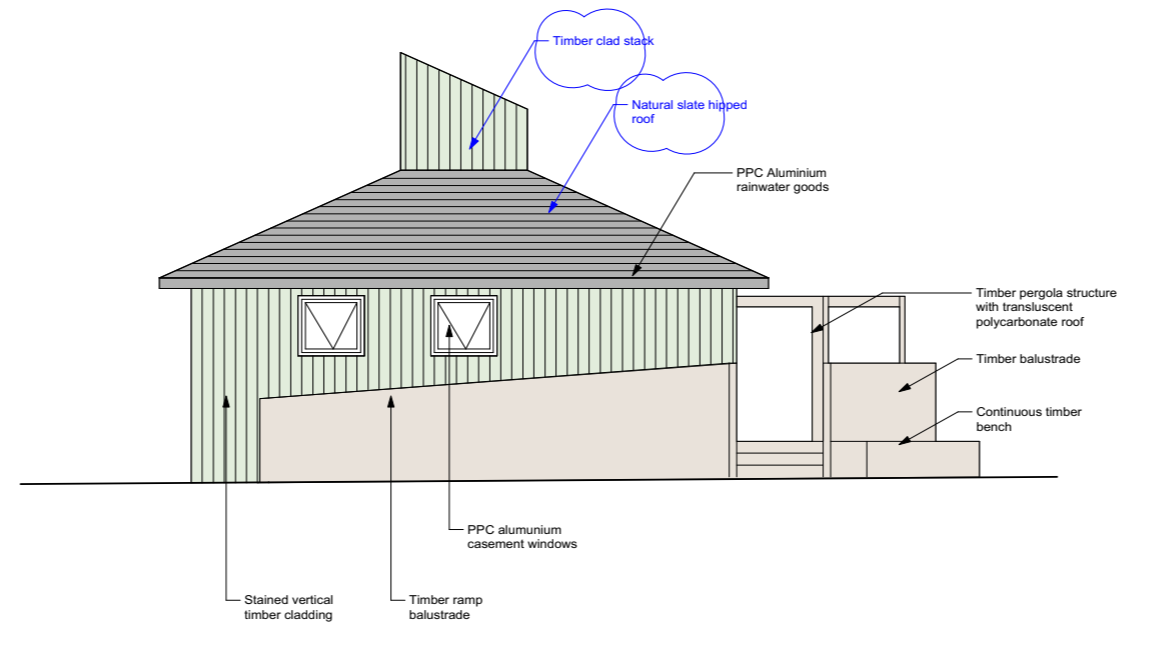 Timber clad stack
Natural slate hipped
roof
PPC Aluminium
rainwater goods
Timber pergola structure
with transluscent
polycarbonate roof
Timber balustrade
Continuous timber
bench
PPC alumunium
casement windows
Stained vertical
timber cladding
Timber ramp
balustrade